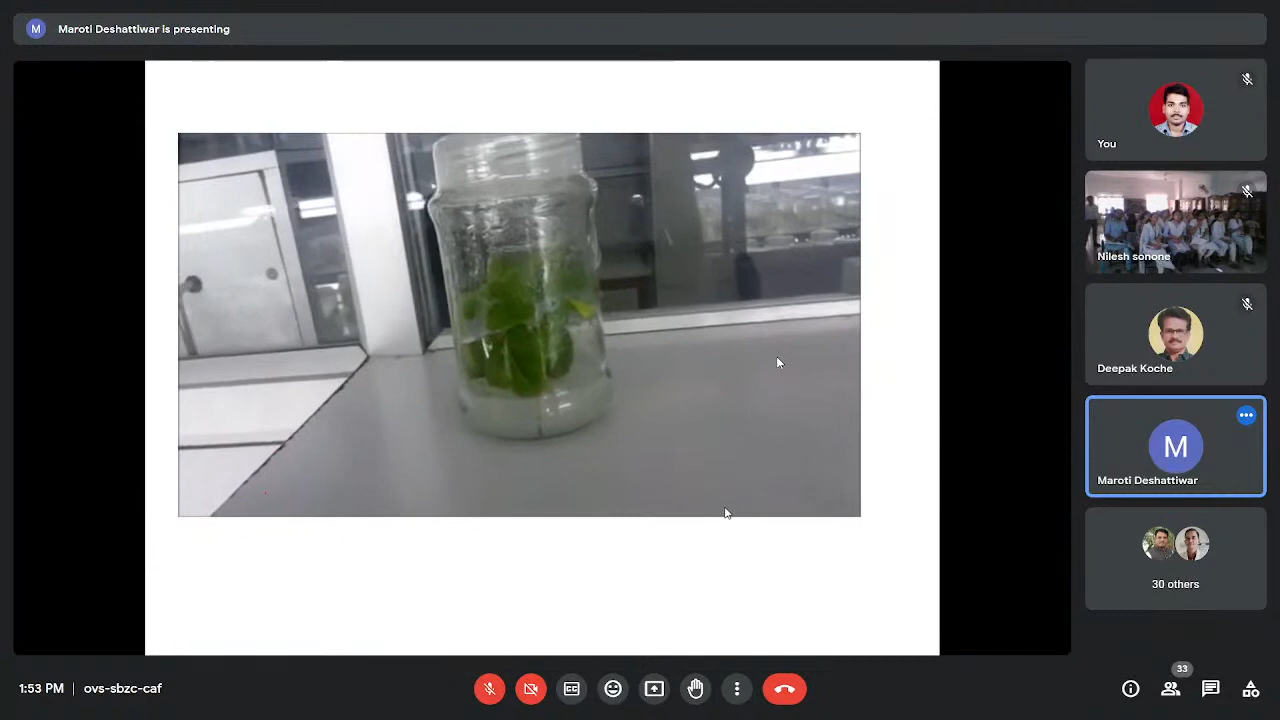 M
Maroti Deshattiwar is presenting
You
Nilesh sonone
Deepak Koche
M
Maroti Deshattiwar
30 others
1:53 PM | ovs-sbzc-caf
CC
33